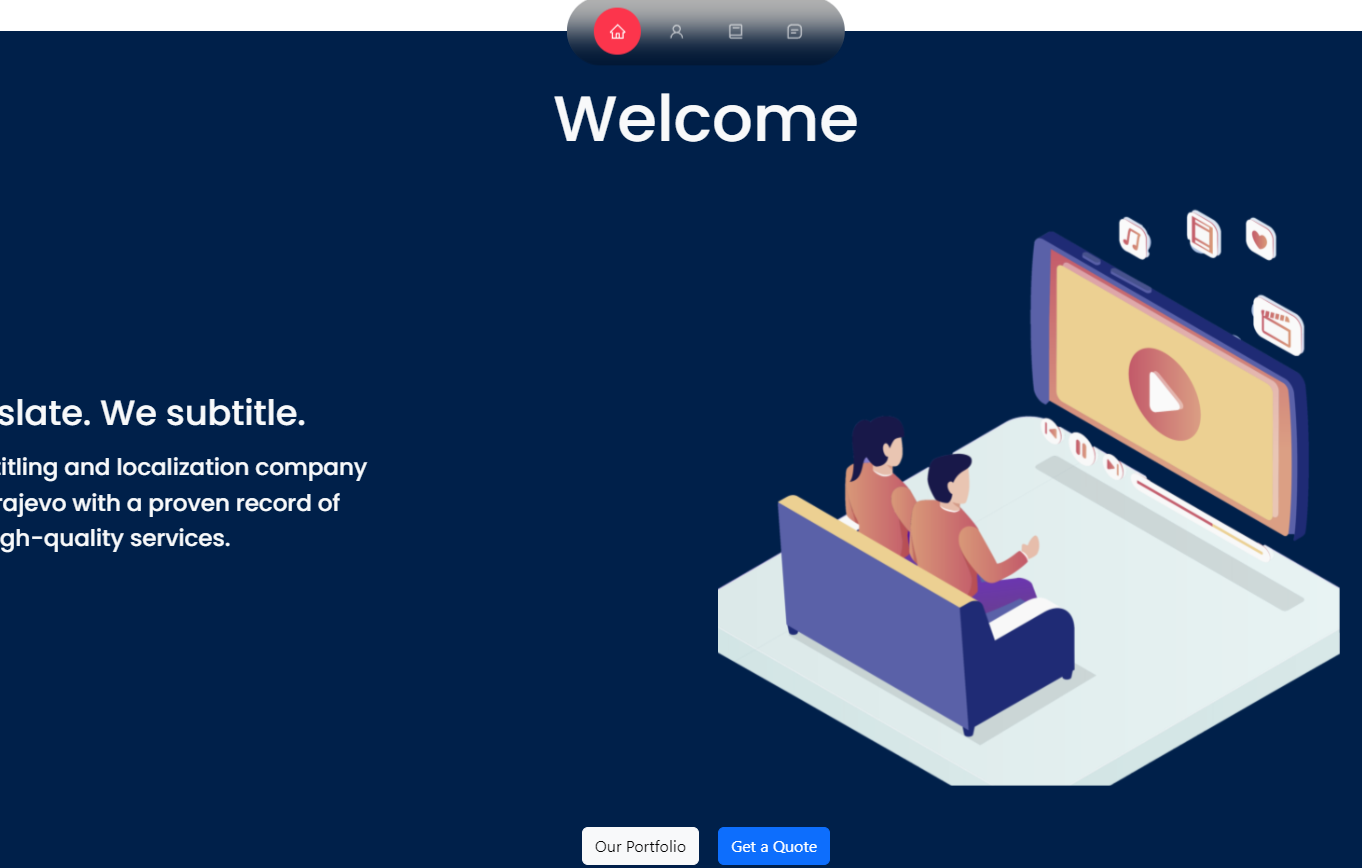 Welcome
slate. We subtitle.
titling and localization company
rajevo with a proven record of
gh-quality services.
Our Portfolio
Get a Quote